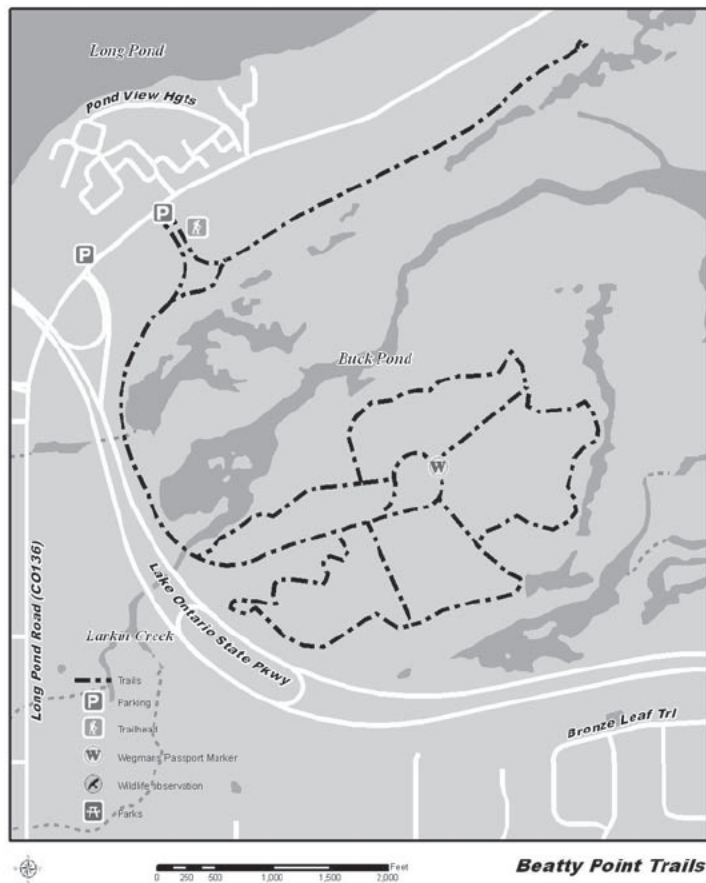 Long Pond
Pond View Hgts
P
P
Buck Pond
W
Long Pond Road (CO136)
Lake Ontario State Pkwy
Larkin Creek
Trails
P Parking
Trailhead
W Wegmans Passport Marker
Wildlife observation
Parks
Bronze Leaf Trl
Feet
0 250 500 1,000 1,500 2,000
Beatty Point Trails